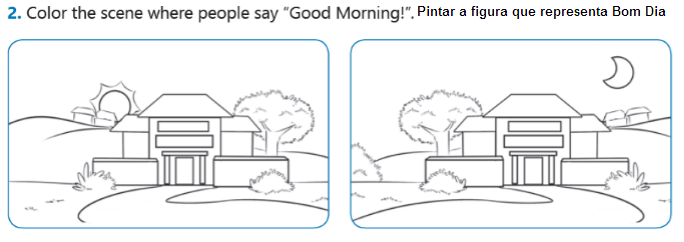 2. Color the scene where people say “Good Morning!”. Pintar a figura que representa Bom Dia